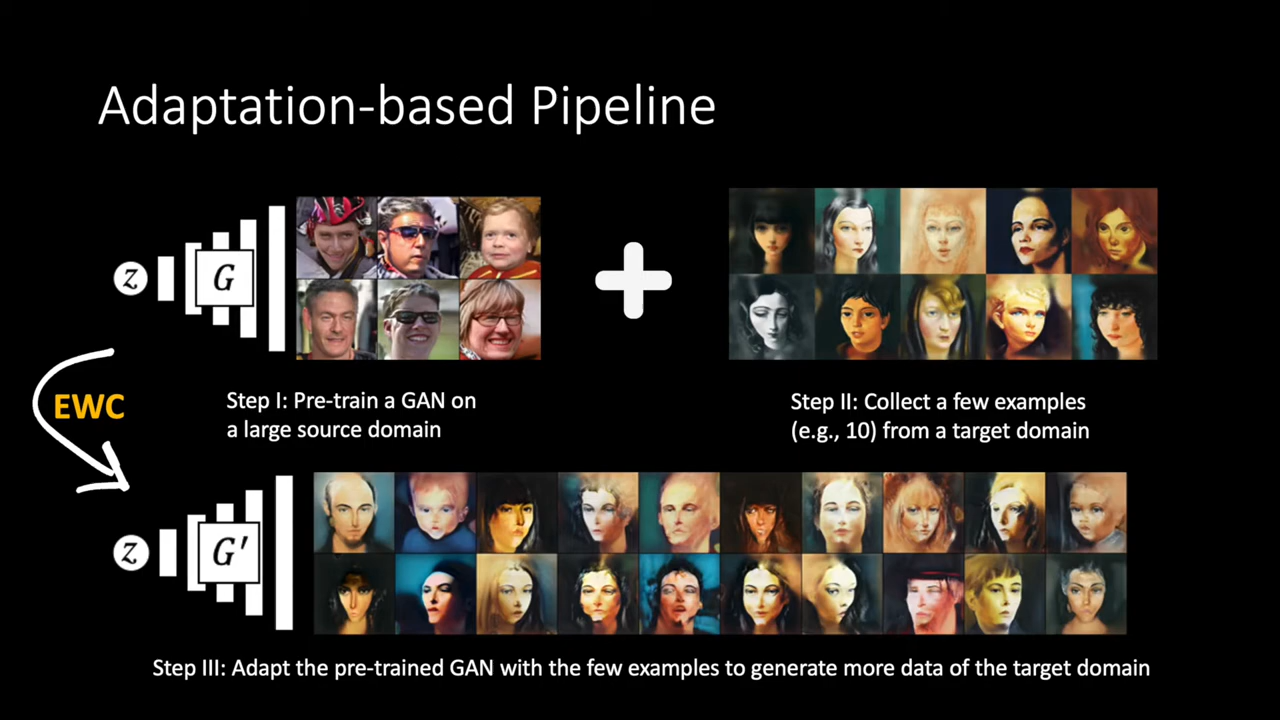 Adaptation-based Pipeline
z
G
Step I: Pre-train a GAN on
a large source domain
Step II: Collect a few examples
(e.g., 10) from a target domain
EWC
z
G'
Step III: Adapt the pre-trained GAN with the few examples to generate more data of the target domain